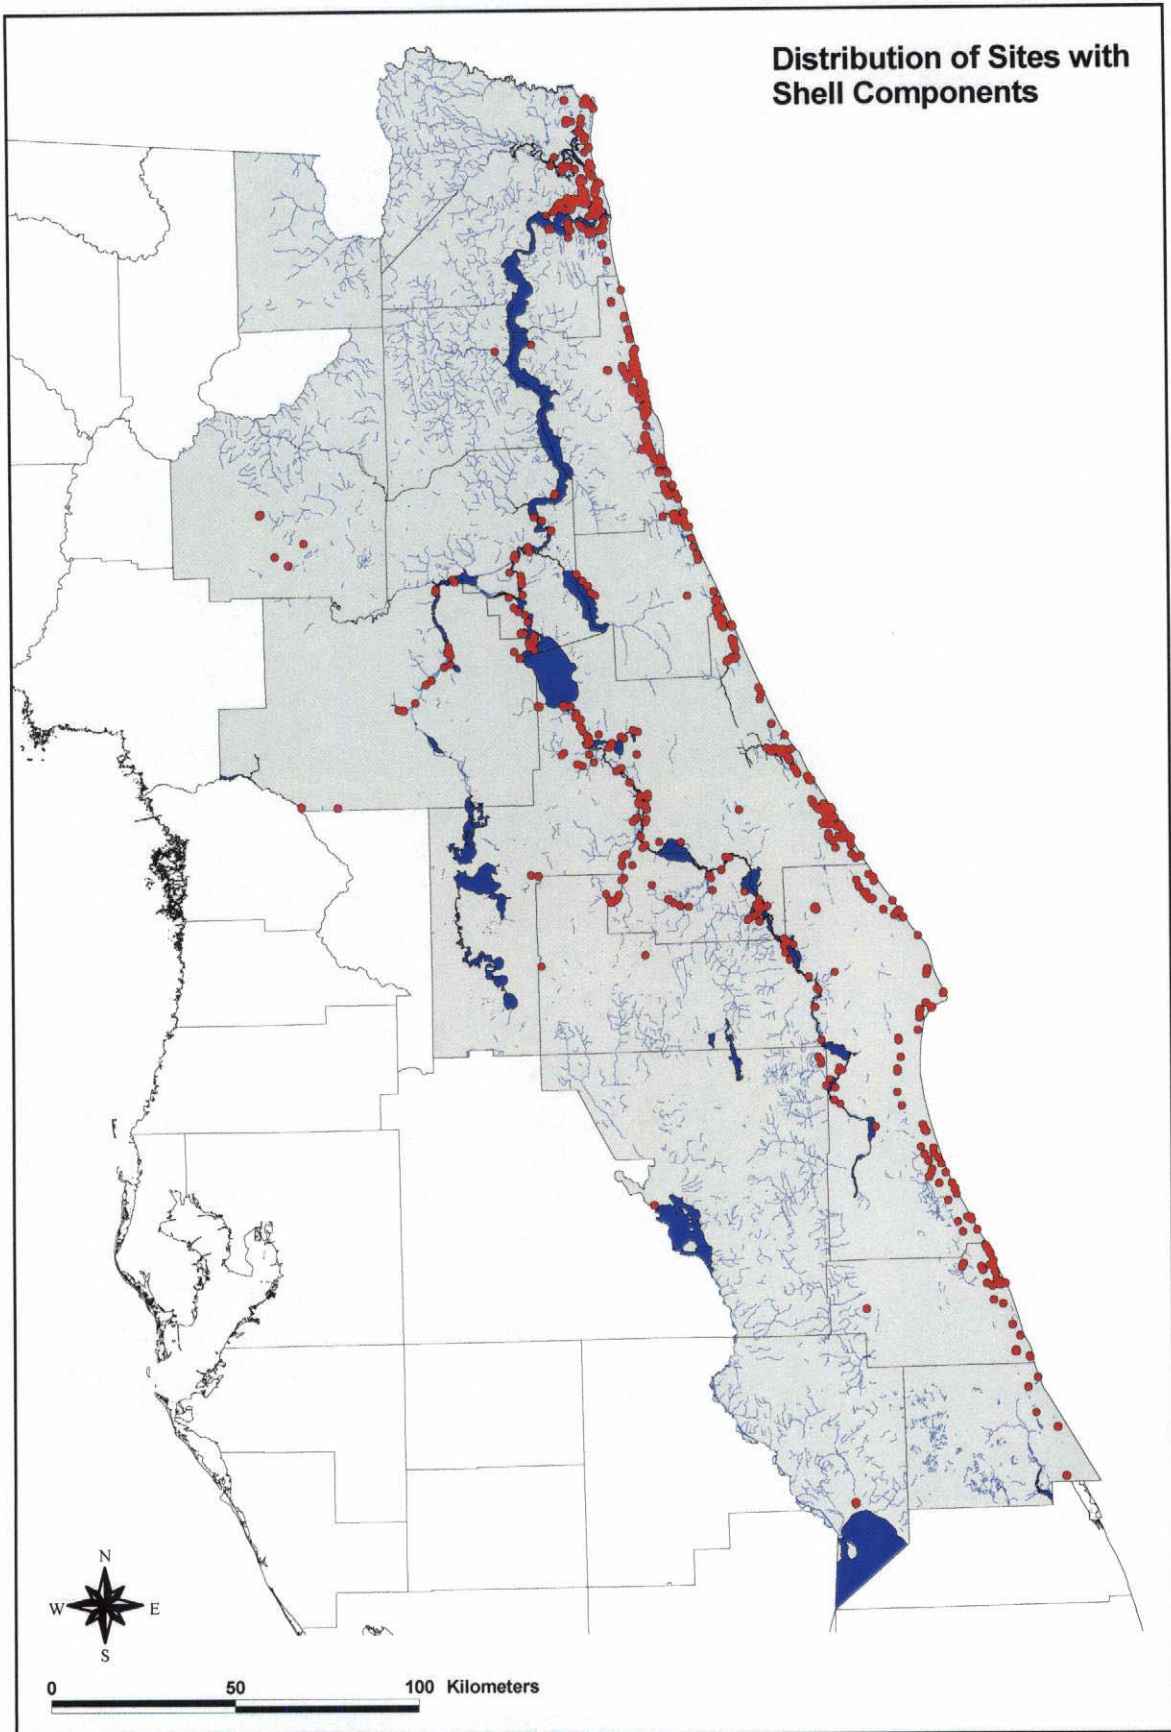 Distribution of Sites with
Shell Components
N
W E
S
0 50 100 Kilometers